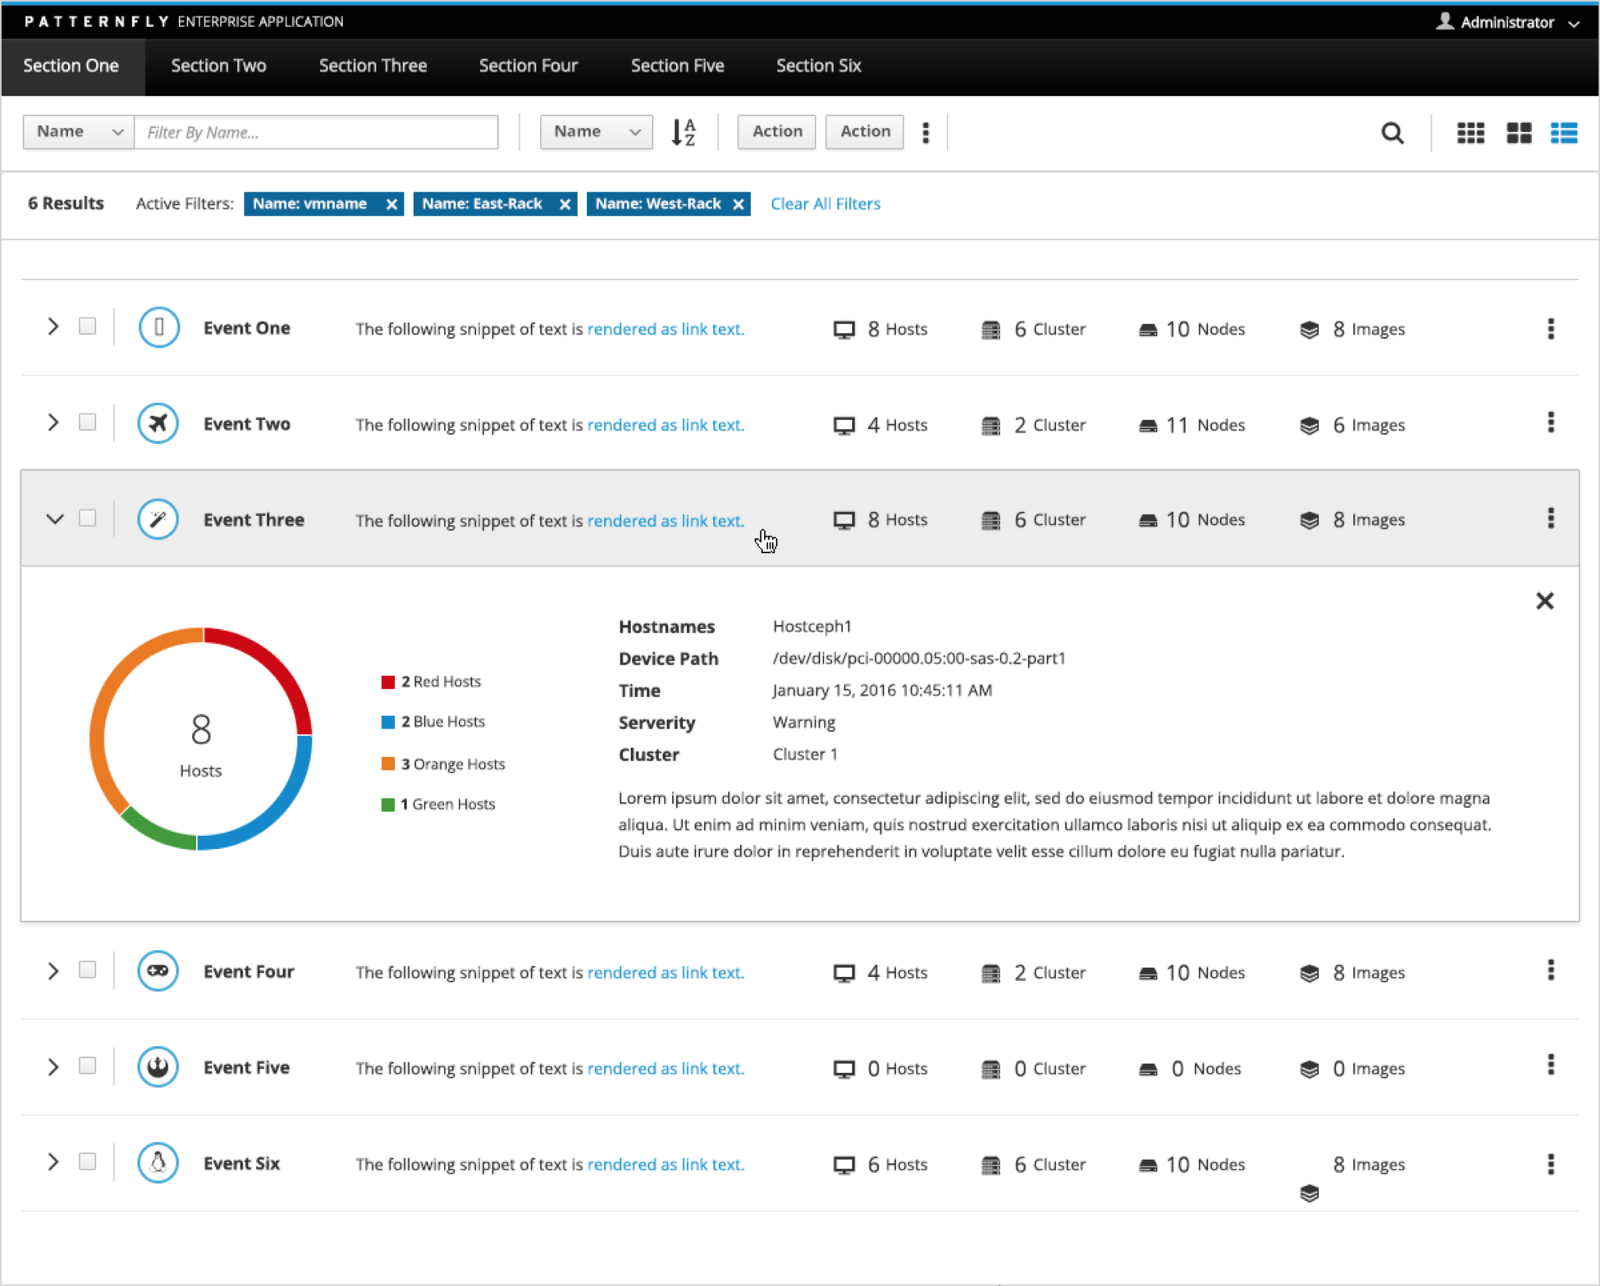 PATTERNFLY ENTERPRISE APPLICATION Administrator
Section One Section Two Section Three Section Four Section Five Section Six
Name Filter By Name... Name A Z Action Action
6 Results Active Filters: Name: vmname Name: East-Rack Name: West-Rack Clear All Filters
Event One The following snippet of text is rendered as link text. 8 Hosts 6 Cluster 10 Nodes 8 Images
Event Two The following snippet of text is rendered as link text. 4 Hosts 2 Cluster 11 Nodes 6 Images
Event Three The following snippet of text is rendered as link text. 8 Hosts 6 Cluster 10 Nodes 8 Images
8
Hosts
2 Red Hosts
2 Blue Hosts
3 Orange Hosts
1 Green Hosts
Hostnames Hostceph1
Device Path /dev/disk/pci-00000.05:00-sas-0.2-part1
Time January 15, 2016 10:45:11 AM
Serverity Warning
Cluster Cluster 1
Lorem ipsum dolor sit amet, consectetur adipiscing elit, sed do eiusmod tempor incididunt ut labore et dolore magna
aliqua. Ut enim ad minim veniam, quis nostrud exercitation ullamco laboris nisi ut aliquip ex ea commodo consequat.
Duis aute irure dolor in reprehenderit in voluptate velit esse cillum dolore eu fugiat nulla pariatur.
Event Four The following snippet of text is rendered as link text. 4 Hosts 2 Cluster 10 Nodes 8 Images
Event Five The following snippet of text is rendered as link text. 0 Hosts 0 Cluster 0 Nodes 0 Images
Event Six The following snippet of text is rendered as link text. 6 Hosts 6 Cluster 10 Nodes 8 Images